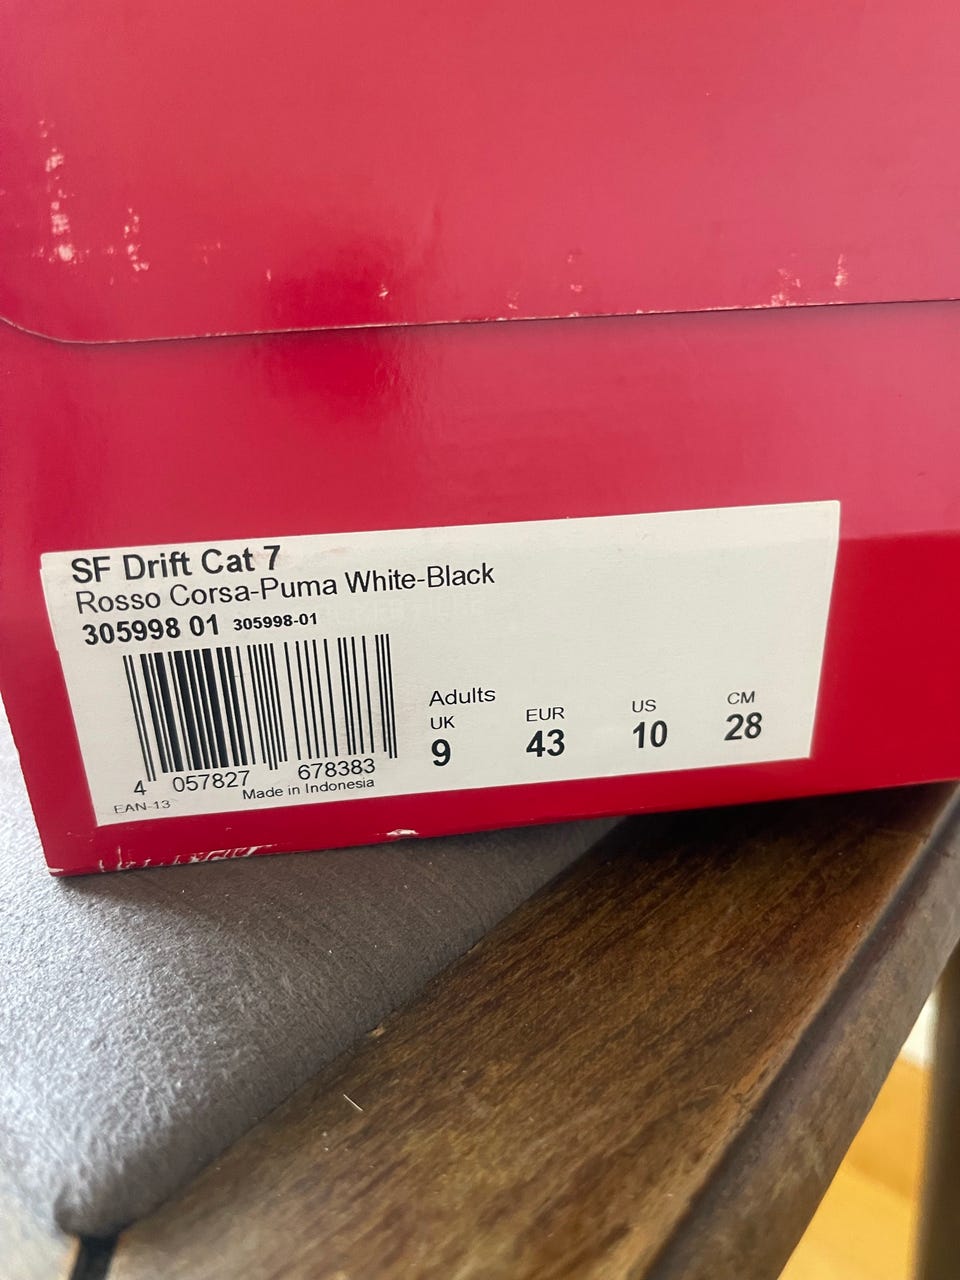 SF Drift Cat 7
Rosso Corsa-Puma White-Black
305998 01 305998-01
4 057827 678383
EAN-13 Made in Indonesia
Adults
UK EUR US CM
9 43 10 28